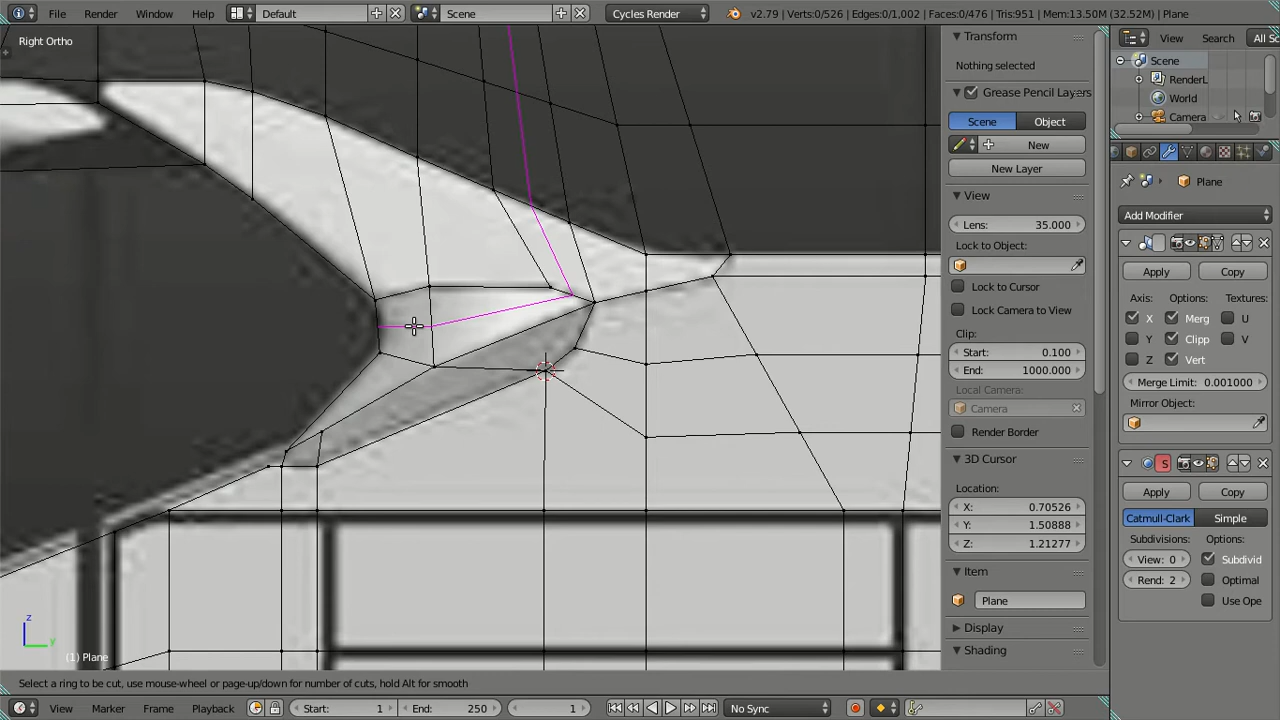 File Render Window Help Default Scene Cycles Render v2.79 | Verts:0/526 | Edges:0/1,002 | Faces:0/476 | Tris:951 | Mem:13.50M (32.52M) | Plane
Right Ortho
(1) Plane
z
y
Select a ring to be cut, use mouse-wheel or page-up/down for number of cuts, hold Alt for smooth
View Marker Frame Playback Start: 1 End: 250 1 No Sync
Transform
Nothing selected
Grease Pencil Layers
Scene Object
New
New Layer
View
Lens: 35.000
Lock to Object:
Lock to Cursor
Lock Camera to View
Clip:
Start: 0.100
End: 1000.000
Local Camera:
Camera
Render Border
3D Cursor
Location:
X: 0.70526
Y: 1.50888
Z: 1.21277
Item
Plane
Display
Shading
View Search All Sc
Scene
RenderL
World
Camera
Plane
Add Modifier
Apply Copy
Axis: Options: Textures:
X Merg U
Y Clipp V
Z Vert
Merge Limit: 0.001000
Mirror Object:
S
Apply Copy
Catmull-Clark Simple
Subdivisions: Options:
View: 0 Subdivid
Rend: 2 Optimal
Use Ope